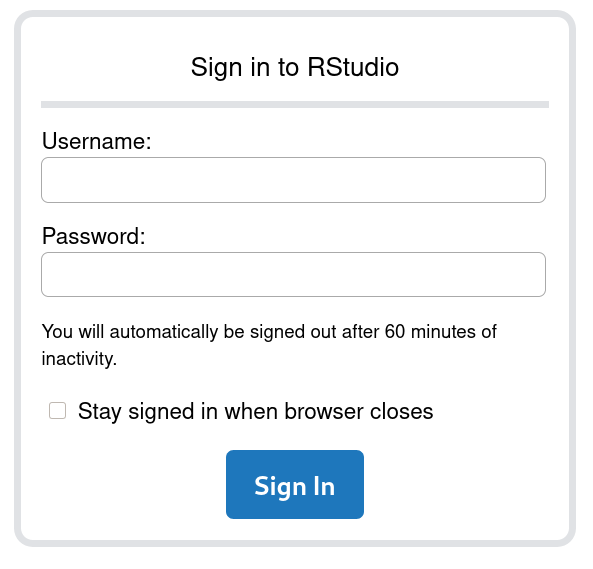 Sign in to RStudio
Username:
Password:
You will automatically be signed out after 60 minutes of
inactivity.
Stay signed in when browser closes
Sign In